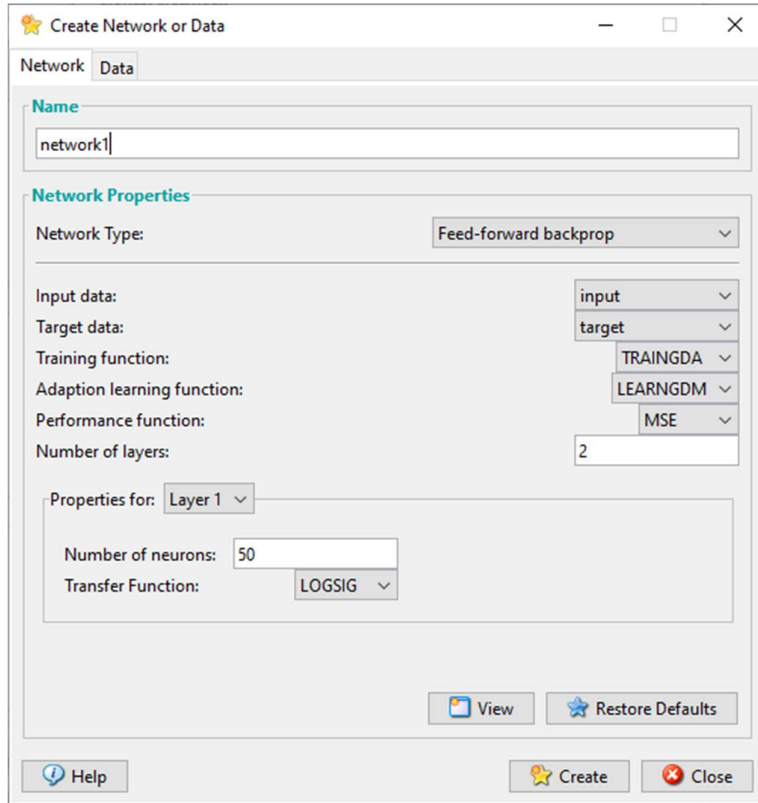 Create Network or Data
Network Data
Name
network1
Network Properties
Network Type: Feed-forward backprop
Input data: input
Target data: target
Training function: TRAINGDA
Adaption learning function: LEARNGDM
Performance function: MSE
Number of layers: 2
Properties for: Layer 1
Number of neurons: 50
Transfer Function: LOGSIG
View Restore Defaults
Help Create Close